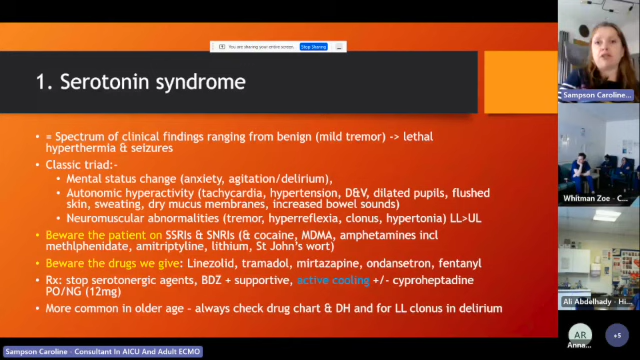 You are sharing your entire screen.
Stop Sharing
1. Serotonin syndrome
• = Spectrum of clinical findings ranging from benign (mild tremor) -> lethal
hyperthermia & seizures
• Classic triad:-
• Mental status change (anxiety, agitation/delirium),
• Autonomic hyperactivity (tachycardia, hypertension, D&V, dilated pupils, flushed
skin, sweating, dry mucus membranes, increased bowel sounds)
• Neuromuscular abnormalities (tremor, hyperreflexia, clonus, hypertonia) LL>UL
• Beware the patient on SSRIs & SNRIs (& cocaine, MDMA, amphetamines incl
methlphenidate, amitriptyline, lithium, St John's wort)
• Beware the drugs we give: Linezolid, tramadol, mirtazapine, ondansetron, fentanyl
• Rx: stop serotonergic agents, BDZ + supportive, active cooling +/- cyproheptadine
PO/NG (12mg)
• More common in older age – always check drug chart & DH and for LL clonus in delirium
Sampson Caroline - Consultant In AICU And Adult ECMO
Sampson Caroline...
Whitman Zoe - C...
Ali Abdelhady - Hi...
AR
Anna...
+5